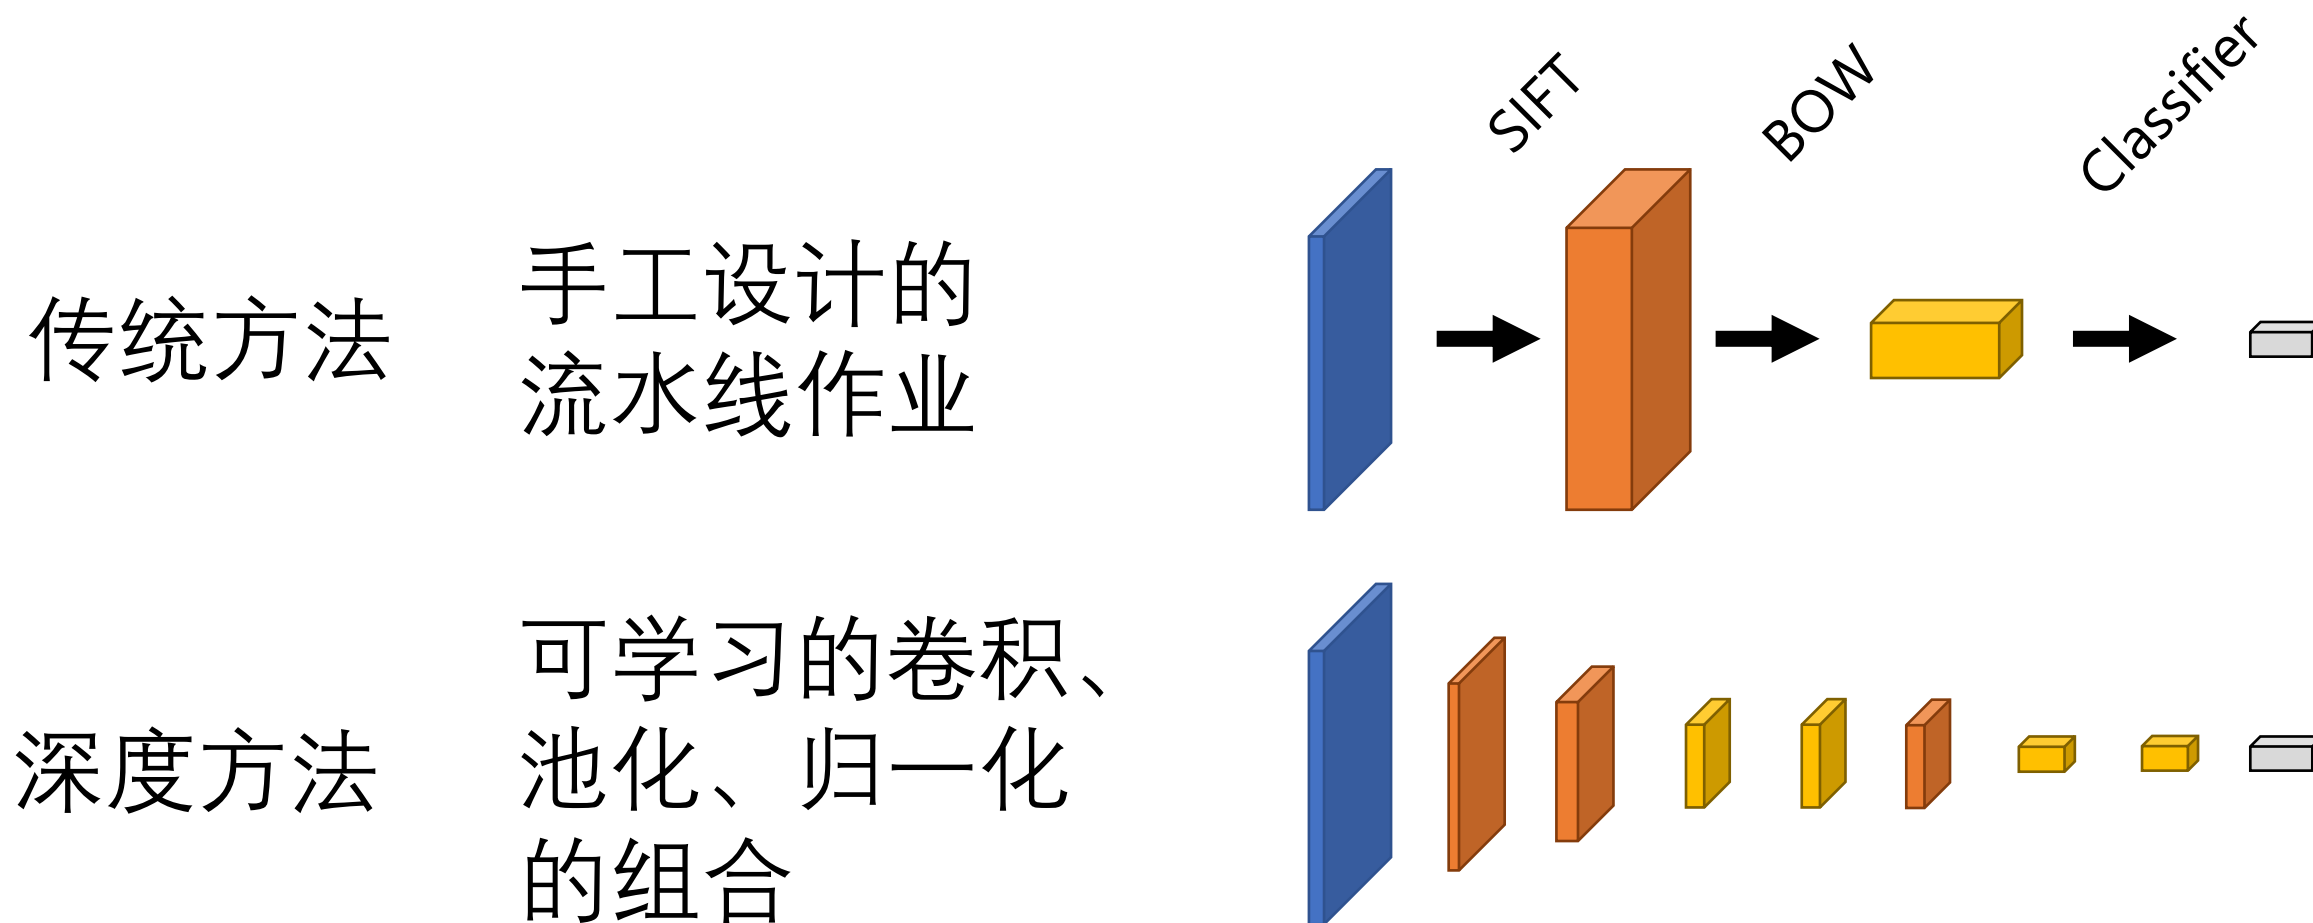 SIFT
BOW
Classifier
传统方法
手工设计的
流水线作业
深度方法
可学习的卷积、
池化、归一化
的组合